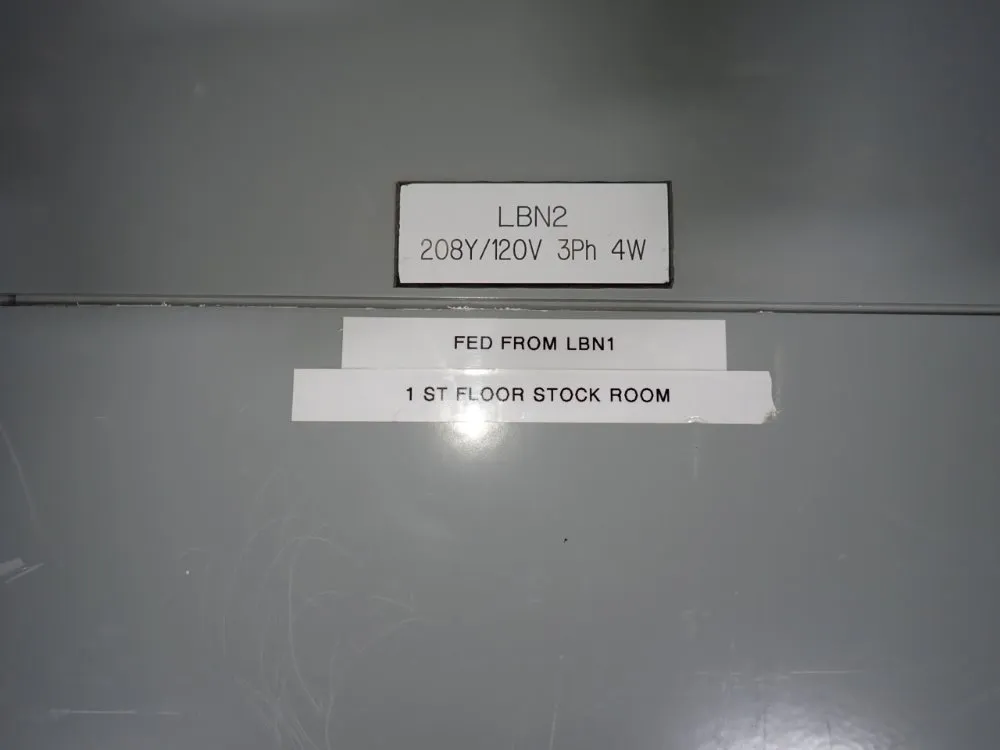 LBN2
208Y/120V 3Ph 4W
FED FROM LBN1
1 ST FLOOR STOCK ROOM